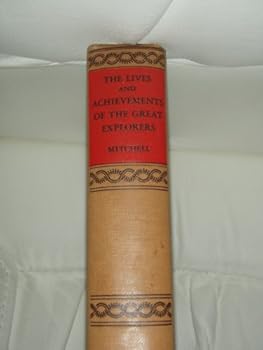 THE LIVES
AND
ACHIEVEMENTS
OF THE GREAT
EXPLORERS
MITCHELL